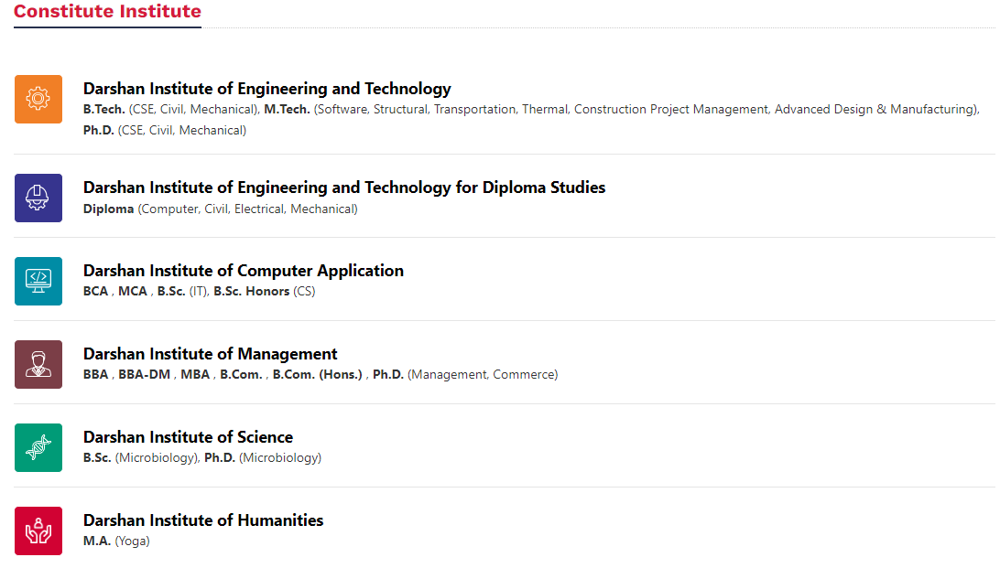 Constitute Institute
Darshan Institute of Engineering and Technology
B.Tech. (CSE, Civil, Mechanical), M.Tech. (Software, Structural, Transportation, Thermal, Construction Project Management, Advanced Design & Manufacturing),
Ph.D. (CSE, Civil, Mechanical)
Darshan Institute of Engineering and Technology for Diploma Studies
Diploma (Computer, Civil, Electrical, Mechanical)
Darshan Institute of Computer Application
BCA , MCA , B.Sc. (IT), B.Sc. Honors (CS)
Darshan Institute of Management
BBA , BBA-DM , MBA , B.Com. , B.Com. (Hons.) , Ph.D. (Management, Commerce)
Darshan Institute of Science
B.Sc. (Microbiology), Ph.D. (Microbiology)
Darshan Institute of Humanities
M.A. (Yoga)